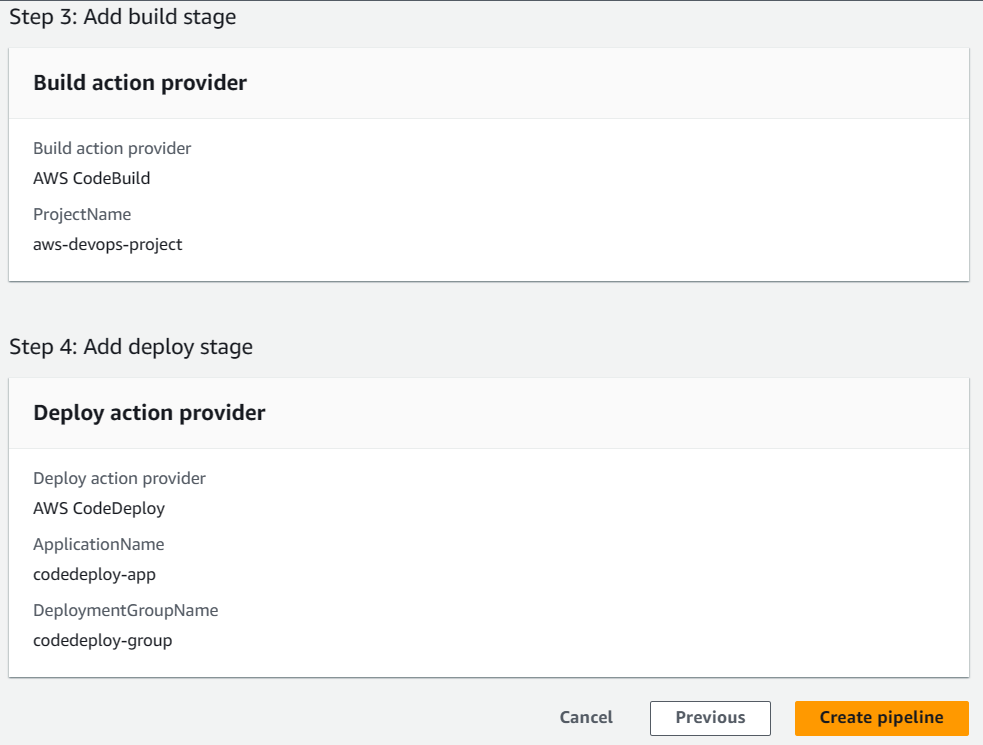 Step 3: Add build stage
Build action provider
Build action provider
AWS CodeBuild
ProjectName
aws-devops-project
Step 4: Add deploy stage
Deploy action provider
Deploy action provider
AWS CodeDeploy
ApplicationName
codedeploy-app
DeploymentGroupName
codedeploy-group
Cancel Previous Create pipeline